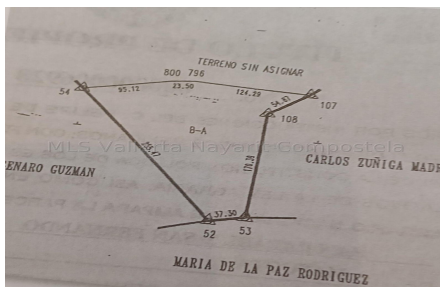 TERRENO SIN ASIGNAR
800 796
54
95.12
23.50
124.29
54.81
107
108
B-A
MLS Vallarta Nayarit Compostela
CARLOS ZUÑIGA MADR
ENARO GUZMAN
37.50
52
53
MARIA DE LA PAZ RODRIGUEZ